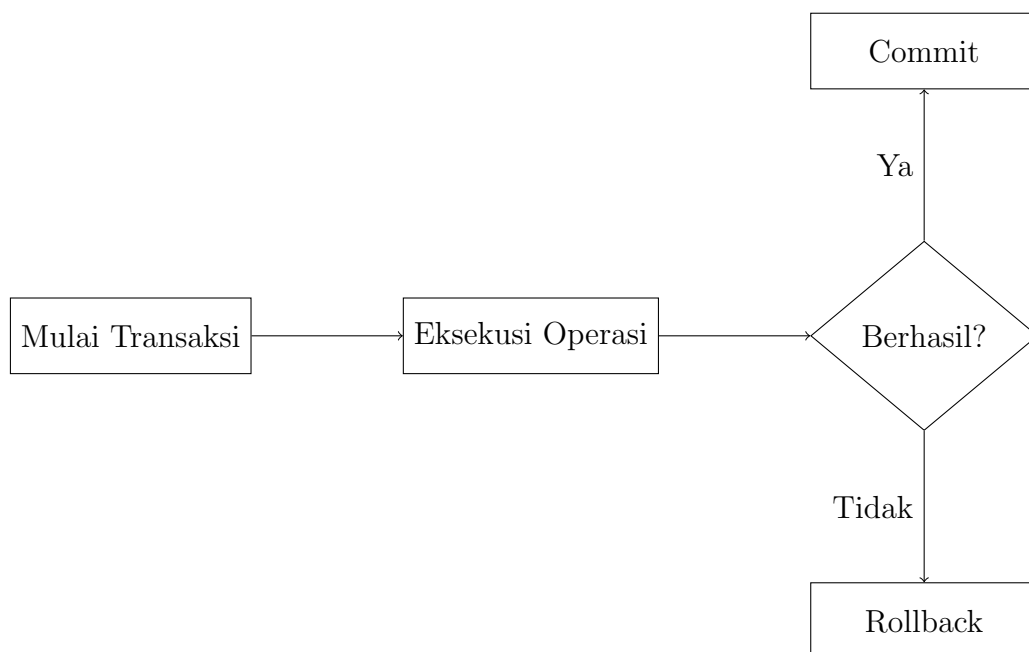 Commit
Ya
Mulai Transaksi
Eksekusi Operasi
Berhasil?
Tidak
Rollback